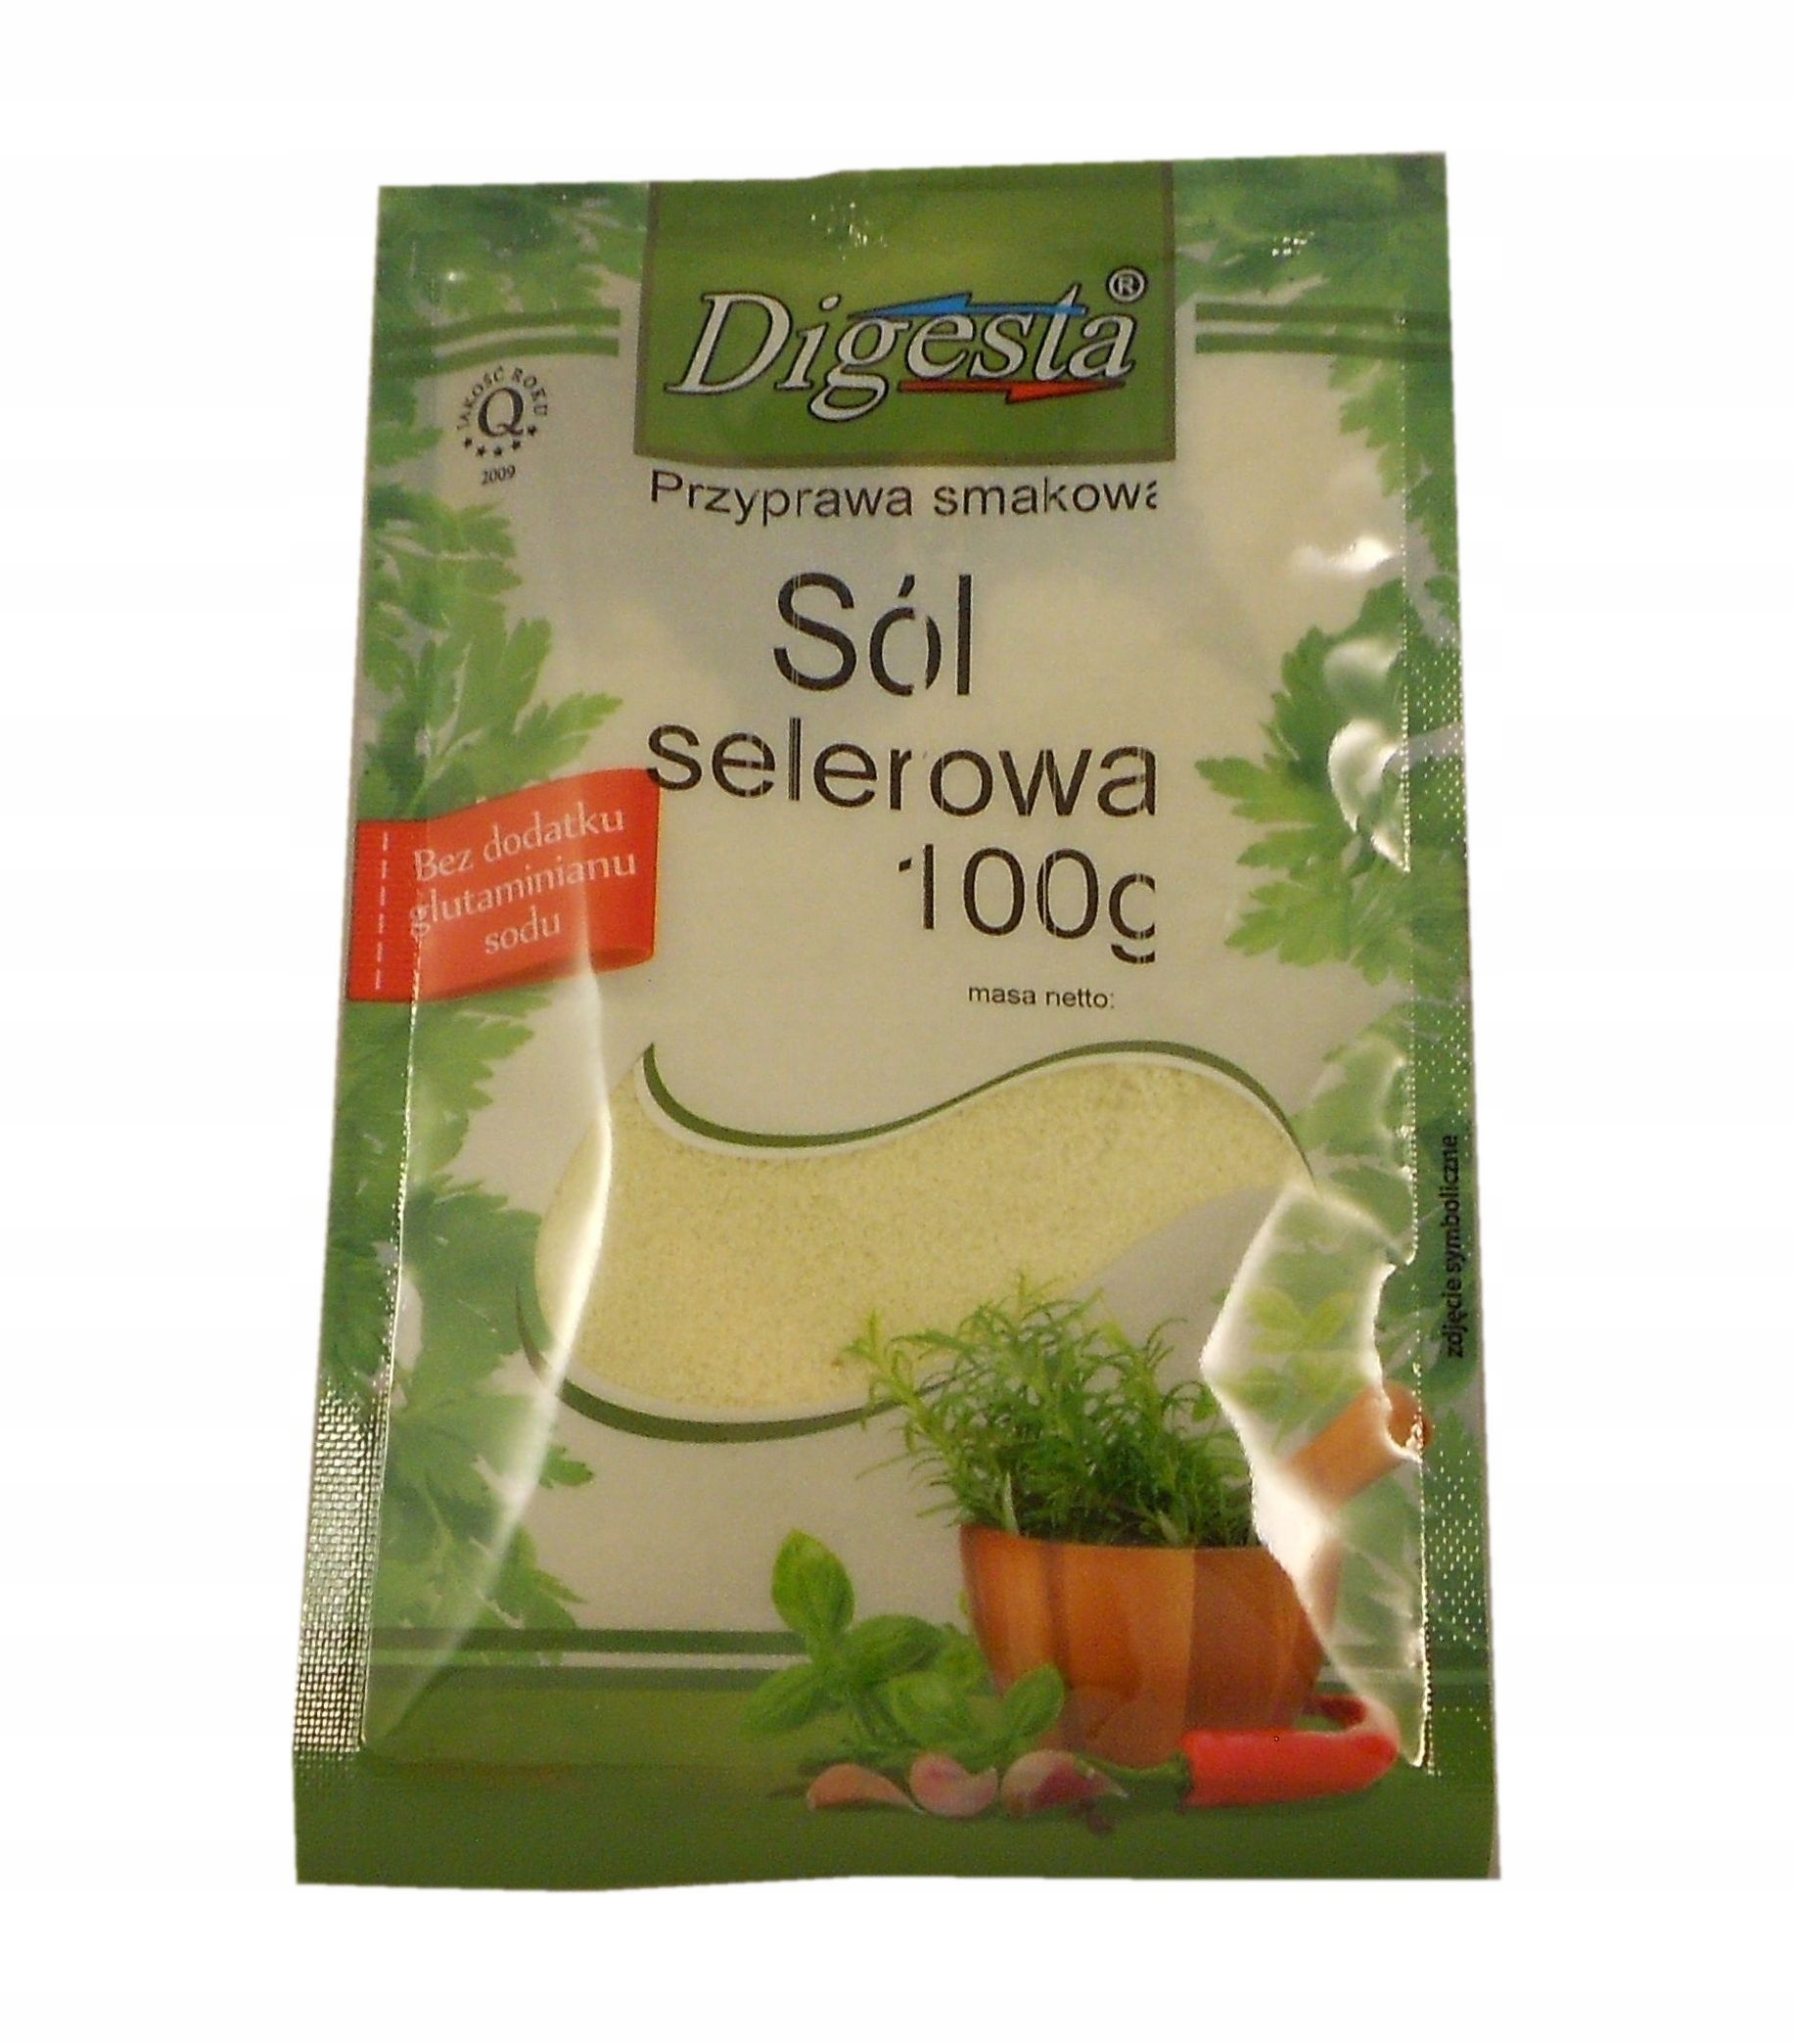 Digesta®
JAKOŚĆ ROKU
Q
2009
Przyprawa smakowa
Sól
selerowa
100g
masa netto:
Bez dodatku
glutaminianu
sodu
zdjęcie symboliczne